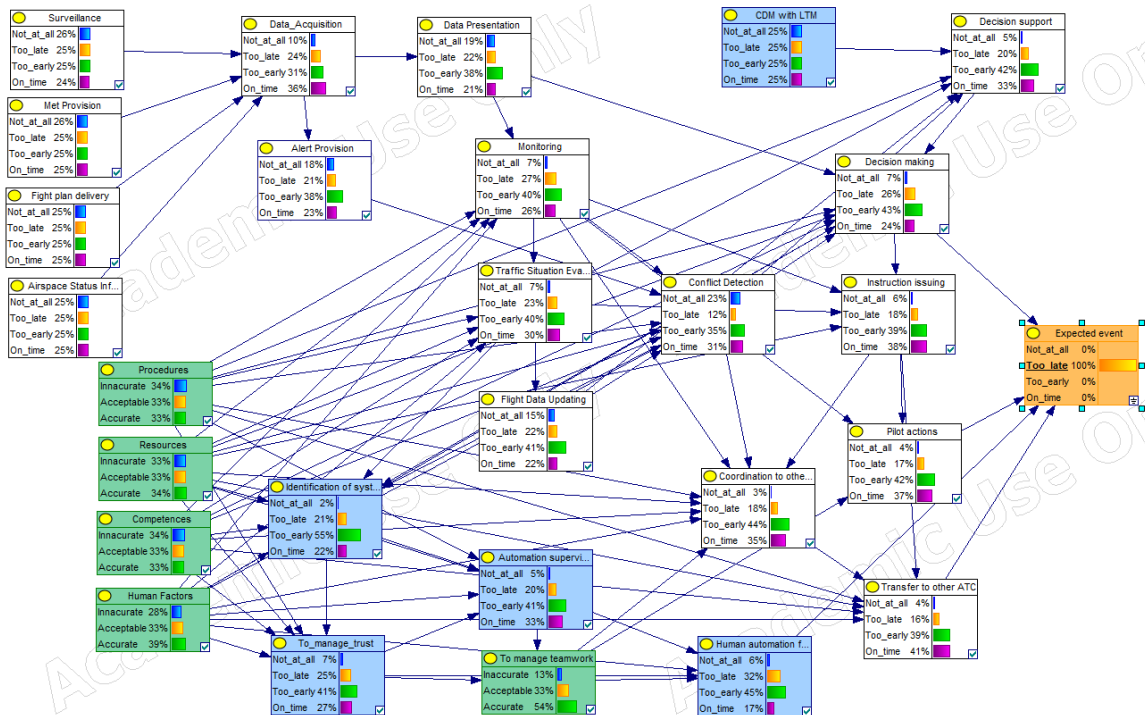 Surveillance
Not_at_all 26%
Too_late 25%
Too_early 25%
On_time 24%
Met Provision
Not_at_all 26%
Too_late 25%
Too_early 25%
On_time 25%
Fight plan delivery
Not_at_all 25%
Too_late 25%
Too_early 25%
On_time 25%
Airspace Status Inf...
Not_at_all 25%
Too_late 25%
Too_early 25%
On_time 25%
Procedures
Innacurate 34%
Acceptable 33%
Accurate 33%
Resources
Innacurate 33%
Acceptable 33%
Accurate 34%
Competences
Innacurate 34%
Acceptable 33%
Accurate 33%
Human Factors
Innacurate 28%
Acceptable 33%
Accurate 39%
Data_Acquisition
Not_at_all 10%
Too_late 24%
Too_early 31%
On_time 36%
Alert Provision
Not_at_all 18%
Too_late 21%
Too_early 38%
On_time 23%
Identification of syst...
Not_at_all 2%
Too_late 21%
Too_early 55%
On_time 22%
To_manage_trust
Not_at_all 7%
Too_late 25%
Too_early 41%
On_time 27%
Data Presentation
Not_at_all 19%
Too_late 22%
Too_early 38%
On_time 21%
Monitoring
Not_at_all 7%
Too_late 27%
Too_early 40%
On_time 26%
Traffic Situation Eva...
Not_at_all 7%
Too_late 23%
Too_early 40%
On_time 30%
Flight Data Updating
Not_at_all 15%
Too_late 22%
Too_early 41%
On_time 22%
Automation supervi...
Not_at_all 5%
Too_late 20%
Too_early 41%
On_time 33%
To manage teamwork
Inaccurate 13%
Acceptable 33%
Accurate 54%
CDM with LTM
Not_at_all 25%
Too_late 25%
Too_early 25%
On_time 25%
Conflict Detection
Not_at_all 23%
Too_late 12%
Too_early 35%
On_time 31%
Coordination to othe...
Not_at_all 3%
Too_late 18%
Too_early 44%
On_time 35%
Human automation f...
Not_at_all 6%
Too_late 32%
Too_early 45%
On_time 17%
Decision support
Not_at_all 5%
Too_late 20%
Too_early 42%
On_time 33%
Decision making
Not_at_all 7%
Too_late 26%
Too_early 43%
On_time 24%
Instruction issuing
Not_at_all 6%
Too_late 18%
Too_early 39%
On_time 38%
Pilot actions
Not_at_all 4%
Too_late 17%
Too_early 42%
On_time 37%
Transfer to other ATC
Not_at_all 4%
Too_late 16%
Too_early 39%
On_time 41%
Expected event
Not_at_all 0%
Too_late 100%
Too_early 0%
On_time 0%
Academic Use Only